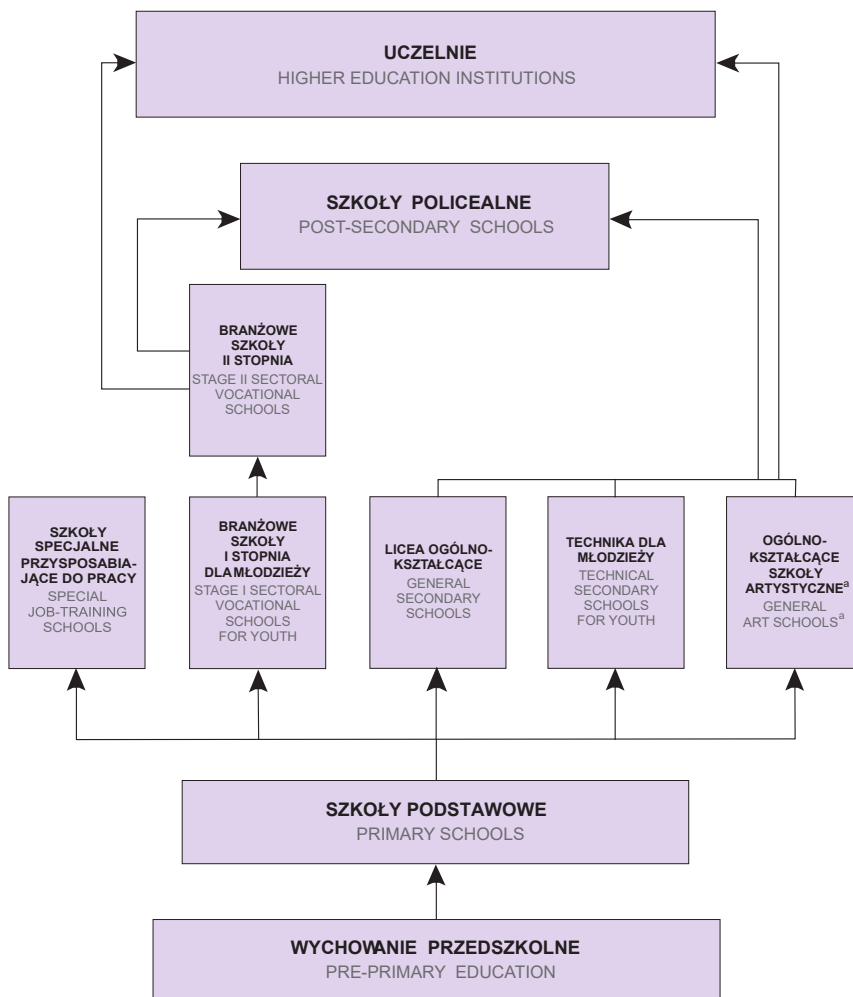 UCZELNIE
HIGHER EDUCATION INSTITUTIONS
SZKOŁY POLICEALNE
POST-SECONDARY SCHOOLS
BRANŻOWE
SZKOŁY
II STOPNIA
STAGE II SECTORAL
VOCATIONAL
SCHOOLS
SZKOŁY
SPECJALNE
PRZYSPOSABIA-
JĄCE DO PRACY
SPECIAL
JOB-TRAINING
SCHOOLS
BRANŻOWE
SZKOŁY
I STOPNIA
DLA MŁODZIEŻY
STAGE I SECTORAL
VOCATIONAL
SCHOOLS
FOR YOUTH
LICEA OGÓLNO-
KSZTAŁCĄCE
GENERAL
SECONDARY
SCHOOLS
TECHNIKA DLA
MŁODZIEŻY
TECHNICAL
SECONDARY
SCHOOLS
FOR YOUTH
OGÓLNO-
KSZTAŁCĄCE
SZKOŁY
ARTYSTYCZNEᵃ
GENERAL
ART SCHOOLSᵃ
SZKOŁY PODSTAWOWE
PRIMARY SCHOOLS
WYCHOWANIE PRZEDSZKOLNE
PRE-PRIMARY EDUCATION